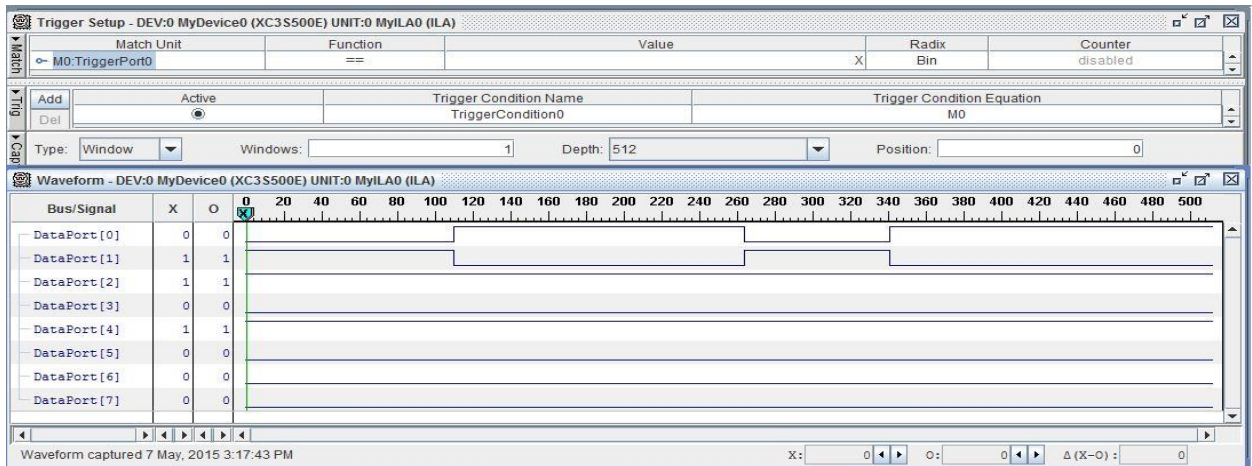 Trigger Setup - DEV:0 MyDevice0 (XC3S500E) UNIT:0 MyILA0 (ILA)
Match
Match Unit Function Value Radix Counter
M0:TriggerPort0 == X Bin disabled
Trig
Add Active Trigger Condition Name Trigger Condition Equation
Del TriggerCondition0 M0
Cap
Type: Window Windows: 1 Depth: 512 Position: 0
Waveform - DEV:0 MyDevice0 (XC3S500E) UNIT:0 MyILA0 (ILA)
Bus/Signal X O 0 20 40 60 80 100 120 140 160 180 200 220 240 260 280 300 320 340 360 380 400 420 440 460 480 500
X
DataPort[0] 0 0
DataPort[1] 1 1
DataPort[2] 1 1
DataPort[3] 0 0
DataPort[4] 1 1
DataPort[5] 0 0
DataPort[6] 0 0
DataPort[7] 0 0
Waveform captured 7 May, 2015 3:17:43 PM X: 0 O: 0 Δ(X-O): 0